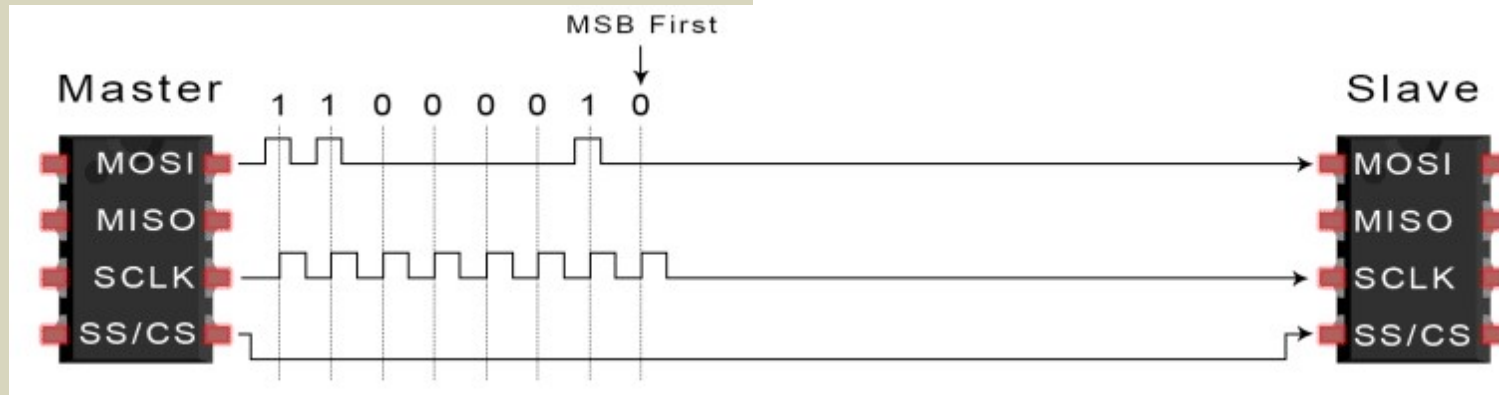 MSB First
Master
Slave
1 1 0 0 0 0 1 0
MOSI
MISO
SCLK
SS/CS
MOSI
MISO
SCLK
SS/CS